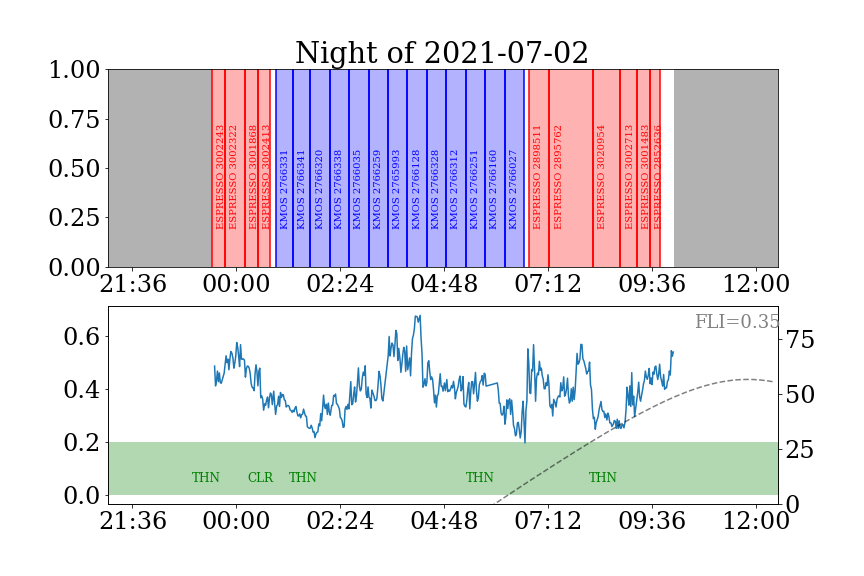 Night of 2021-07-02
1.00
0.75
0.50
0.25
0.00
ESPRESSO 3002243
ESPRESSO 3002322
ESPRESSO 3001868
ESPRESSO 3002413
KMOS 2766331
KMOS 2766341
KMOS 2766320
KMOS 2766338
KMOS 2766035
KMOS 2766259
KMOS 2765993
KMOS 2766128
KMOS 2766328
KMOS 2766312
KMOS 2766251
KMOS 2766160
KMOS 2766027
ESPRESSO 2898511
ESPRESSO 2895762
ESPRESSO 3020954
ESPRESSO 3002713
ESPRESSO 3001483
ESPRESSO 2852636
21:36 00:00 02:24 04:48 07:12 09:36 12:00
FLI=0.35
0.6
0.4
0.2
0.0
75
50
25
0
THN CLR THN THN THN
21:36 00:00 02:24 04:48 07:12 09:36 12:00